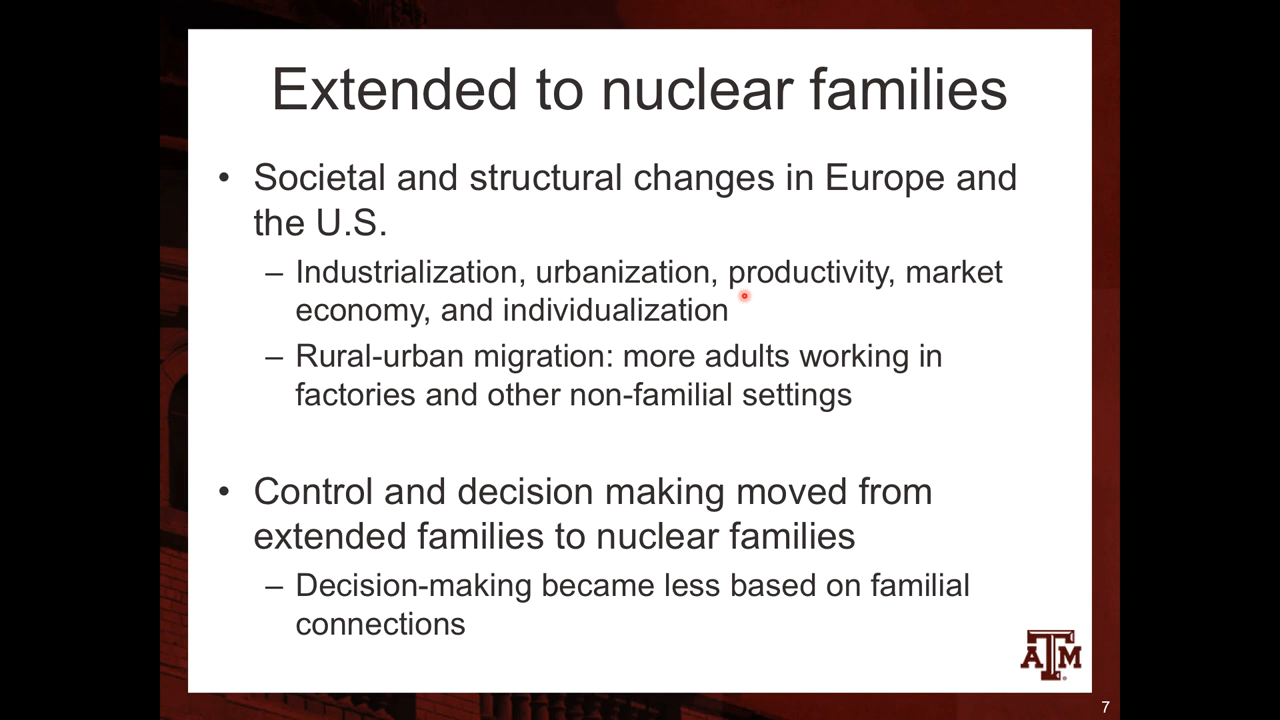 Extended to nuclear families
• Societal and structural changes in Europe and
the U.S.
– Industrialization, urbanization, productivity, market
economy, and individualization
– Rural-urban migration: more adults working in
factories and other non-familial settings
• Control and decision making moved from
extended families to nuclear families
– Decision-making became less based on familial
connections
ATM
7